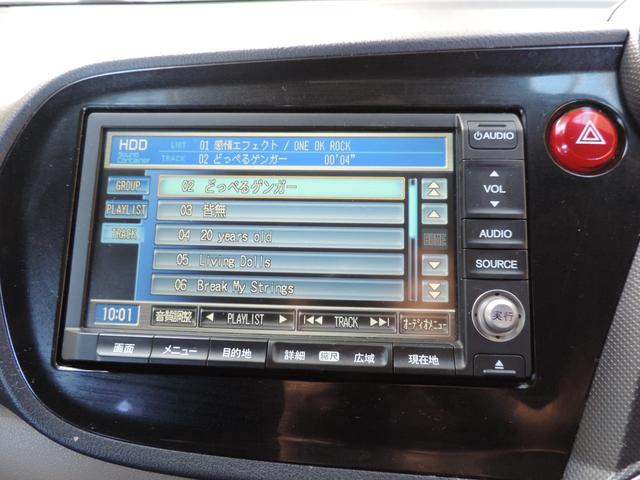 HDD LIST 01 感情エフェクト / ONE OK ROCK
Sound Container TRACK 02 どっぺるゲンガー 00'04"
GROUP
PLAYLIST
TRACK
02 どっぺるゲンガー
03 皆無
04 20 years old
05 Living Dolls
06 Break My Strings
10:01 音質調整 ◀ PLAYLIST ▶ |◀◀ TRACK ▶▶| オーディオメニュー
画面 メニュー 目的地 詳細 縮尺 広域 現在地
AUDIO
▲
VOL
▼
AUDIO
SOURCE
実行